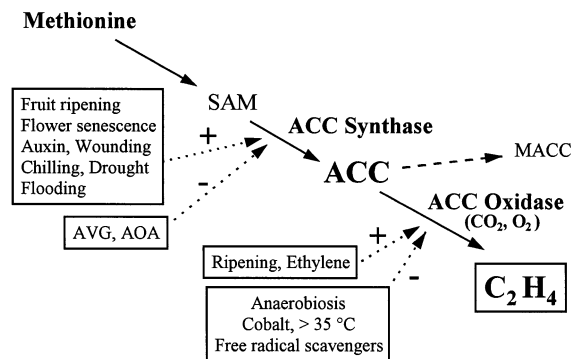 Methionine
SAM
Fruit ripening
Flower senescence
Auxin, Wounding
Chilling, Drought
Flooding
+
ACC Synthase
-
ACC
MACC
AVG, AOA
ACC Oxidase
(CO₂, O₂)
Ripening, Ethylene
+
-
C₂H₄
Anaerobiosis
Cobalt, > 35 °C
Free radical scavengers